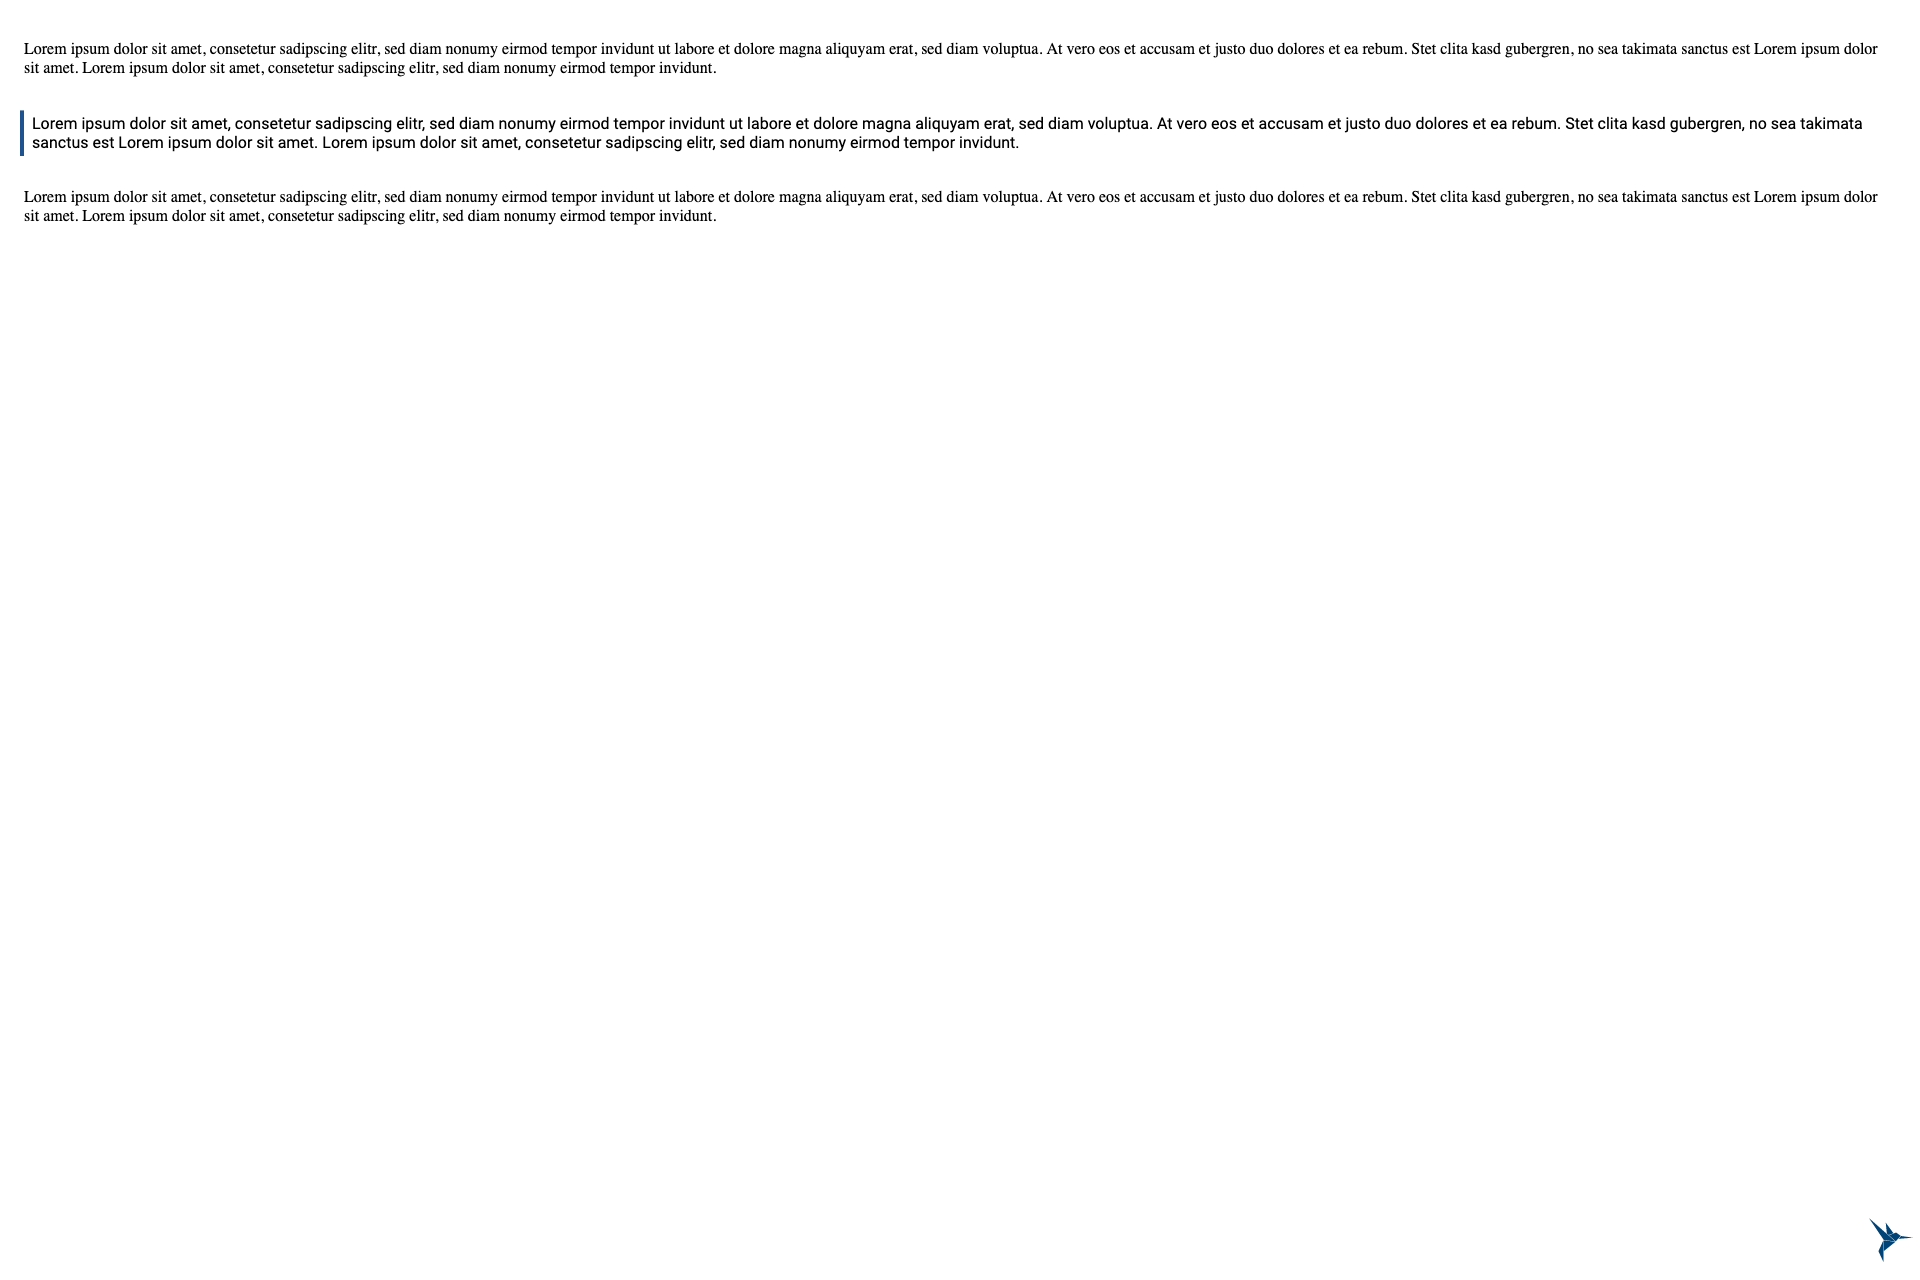 Lorem ipsum dolor sit amet, consetetur sadipscing elitr, sed diam nonumy eirmod tempor invidunt ut labore et dolore magna aliquyam erat, sed diam voluptua. At vero eos et accusam et justo duo dolores et ea rebum. Stet clita kasd gubergren, no sea takimata sanctus est Lorem ipsum dolor
sit amet. Lorem ipsum dolor sit amet, consetetur sadipscing elitr, sed diam nonumy eirmod tempor invidunt.
Lorem ipsum dolor sit amet, consetetur sadipscing elitr, sed diam nonumy eirmod tempor invidunt ut labore et dolore magna aliquyam erat, sed diam voluptua. At vero eos et accusam et justo duo dolores et ea rebum. Stet clita kasd gubergren, no sea takimata
sanctus est Lorem ipsum dolor sit amet. Lorem ipsum dolor sit amet, consetetur sadipscing elitr, sed diam nonumy eirmod tempor invidunt.
Lorem ipsum dolor sit amet, consetetur sadipscing elitr, sed diam nonumy eirmod tempor invidunt ut labore et dolore magna aliquyam erat, sed diam voluptua. At vero eos et accusam et justo duo dolores et ea rebum. Stet clita kasd gubergren, no sea takimata sanctus est Lorem ipsum dolor
sit amet. Lorem ipsum dolor sit amet, consetetur sadipscing elitr, sed diam nonumy eirmod tempor invidunt.